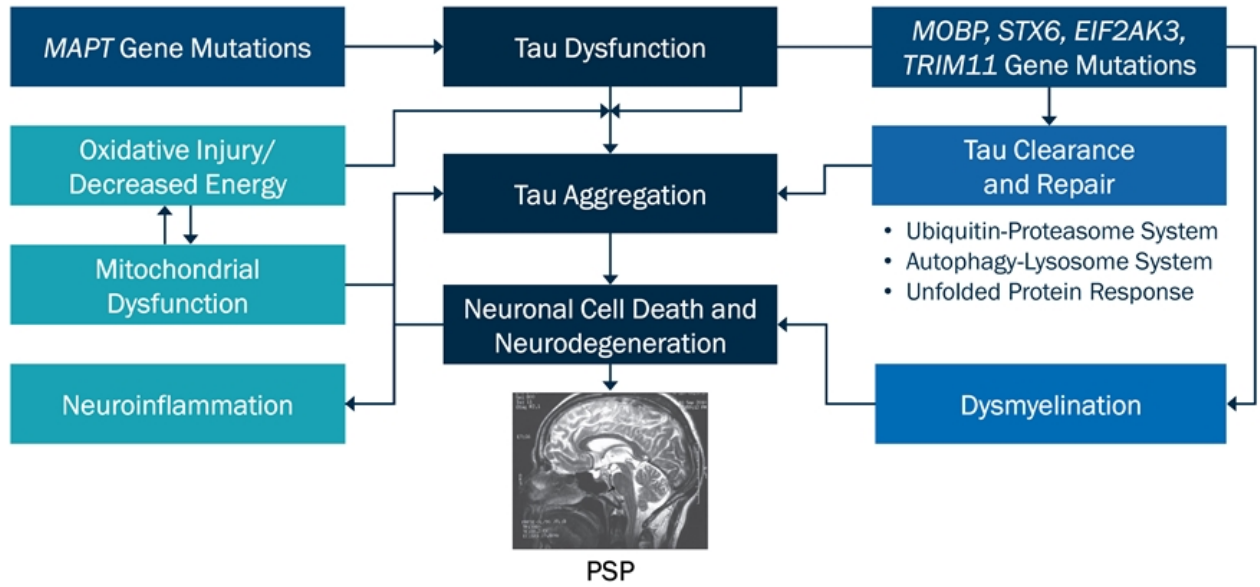 MAPT Gene Mutations
Tau Dysfunction
MOBP, STX6, EIF2AK3,
TRIM11 Gene Mutations
Oxidative Injury/
Decreased Energy
Tau Aggregation
Tau Clearance
and Repair
• Ubiquitin-Proteasome System
• Autophagy-Lysosome System
• Unfolded Protein Response
Mitochondrial
Dysfunction
Neuronal Cell Death and
Neurodegeneration
Neuroinflammation
Dysmyelination
PSP